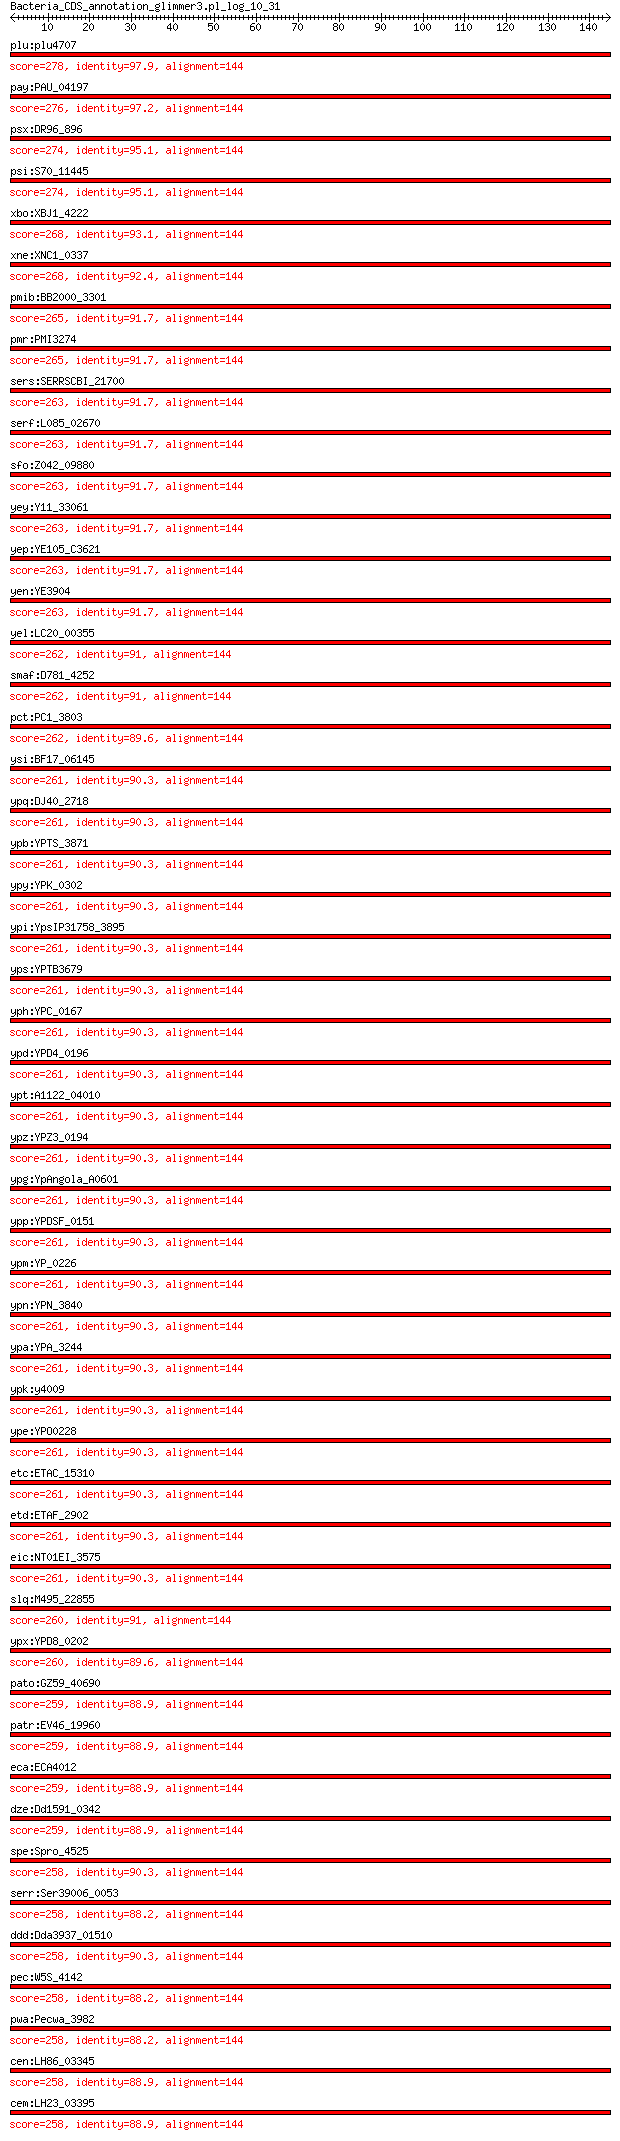 Bacteria_CDS_annotation_glimmer3.pl_log_10_31
10 20 30 40 50 60 70 80 90 100 110 120 130 140
plu:plu4707
score=278, identity=97.9, alignment=144
pay:PAU_04197
score=276, identity=97.2, alignment=144
psx:DR96_896
score=274, identity=95.1, alignment=144
psi:S70_11445
score=274, identity=95.1, alignment=144
xbo:XBJ1_4222
score=268, identity=93.1, alignment=144
xne:XNC1_0337
score=268, identity=92.4, alignment=144
pmib:BB2000_3301
score=265, identity=91.7, alignment=144
pmr:PMI3274
score=265, identity=91.7, alignment=144
sers:SERRSCBI_21700
score=263, identity=91.7, alignment=144
serf:L085_02670
score=263, identity=91.7, alignment=144
sfo:Z042_09880
score=263, identity=91.7, alignment=144
yey:Y11_33061
score=263, identity=91.7, alignment=144
yep:YE105_C3621
score=263, identity=91.7, alignment=144
yen:YE3904
score=263, identity=91.7, alignment=144
yel:LC20_00355
score=262, identity=91, alignment=144
smaf:D781_4252
score=262, identity=91, alignment=144
pct:PC1_3803
score=262, identity=89.6, alignment=144
ysi:BF17_06145
score=261, identity=90.3, alignment=144
ypq:DJ40_2718
score=261, identity=90.3, alignment=144
ypb:YPTS_3871
score=261, identity=90.3, alignment=144
ypy:YPK_0302
score=261, identity=90.3, alignment=144
ypi:YpsIP31758_3895
score=261, identity=90.3, alignment=144
yps:YPTB3679
score=261, identity=90.3, alignment=144
yph:YPC_0167
score=261, identity=90.3, alignment=144
ypd:YPD4_0196
score=261, identity=90.3, alignment=144
ypt:A1122_04010
score=261, identity=90.3, alignment=144
ypz:YPZ3_0194
score=261, identity=90.3, alignment=144
ypg:YpAngola_A0601
score=261, identity=90.3, alignment=144
ypp:YPDSF_0151
score=261, identity=90.3, alignment=144
ypm:YP_0226
score=261, identity=90.3, alignment=144
ypn:YPN_3840
score=261, identity=90.3, alignment=144
ypa:YPA_3244
score=261, identity=90.3, alignment=144
ypk:y4009
score=261, identity=90.3, alignment=144
ype:YPO0228
score=261, identity=90.3, alignment=144
etc:ETAC_15310
score=261, identity=90.3, alignment=144
etd:ETAF_2902
score=261, identity=90.3, alignment=144
eic:NT01EI_3575
score=261, identity=90.3, alignment=144
slq:M495_22855
score=260, identity=91, alignment=144
ypx:YPD8_0202
score=260, identity=89.6, alignment=144
pato:GZ59_40690
score=259, identity=88.9, alignment=144
patr:EV46_19960
score=259, identity=88.9, alignment=144
eca:ECA4012
score=259, identity=88.9, alignment=144
dze:Dd1591_0342
score=259, identity=88.9, alignment=144
spe:Spro_4525
score=258, identity=90.3, alignment=144
serr:Ser39006_0053
score=258, identity=88.2, alignment=144
ddd:Dda3937_01510
score=258, identity=90.3, alignment=144
pec:W5S_4142
score=258, identity=88.2, alignment=144
pwa:Pecwa_3982
score=258, identity=88.2, alignment=144
cen:LH86_03345
score=258, identity=88.9, alignment=144
cem:LH23_03395
score=258, identity=88.9, alignment=144